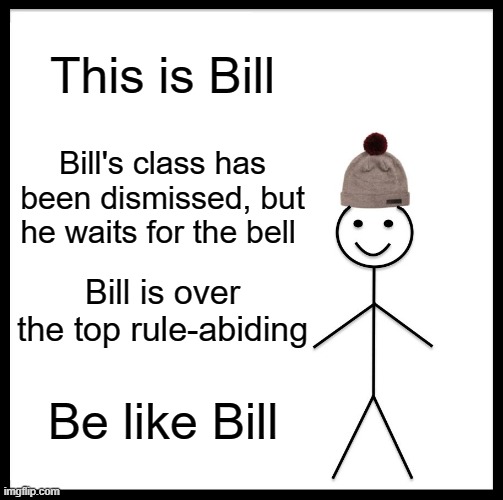 This is Bill
Bill's class has
been dismissed, but
he waits for the bell
Bill is over
the top rule-abiding
Be like Bill
imgflip.com